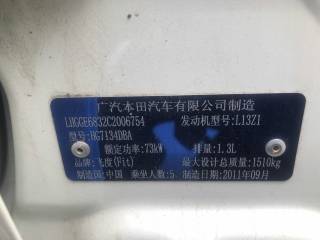 广汽本田汽车有限公司制造
LHGGE6832C2006754 发动机型号:L13Z1
型号:HG7134DBA
额定功率:73kW 排量:1.3L
品牌:飞度(Fit) 最大设计总质量:1510kg
制造国:中国 乘坐人数:5 制造日期:2011年09月